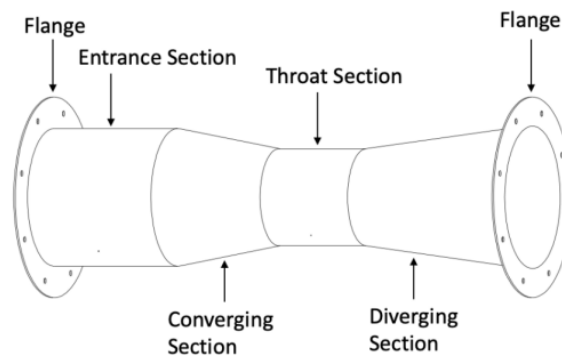 Flange
Flange
Entrance Section
Throat Section
Converging
Section
Diverging
Section